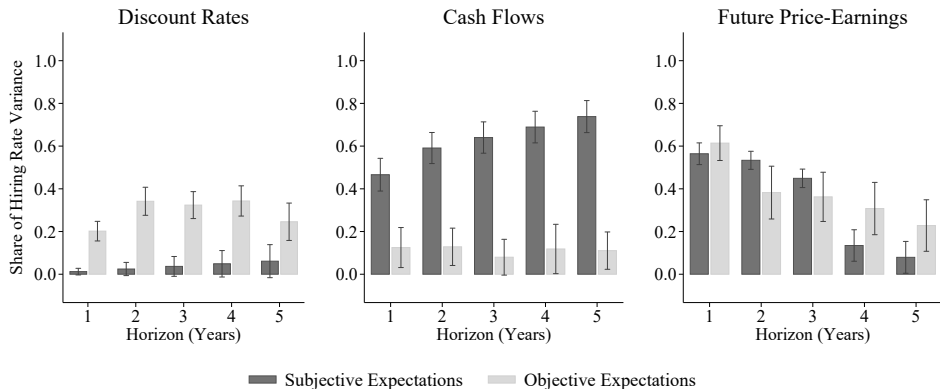 Discount Rates
Cash Flows
Future Price-Earnings
Share of Hiring Rate Variance
1.0
0.8
0.6
0.4
0.2
0.0
1 2 3 4 5
Horizon (Years)
1.0
0.8
0.6
0.4
0.2
0.0
1 2 3 4 5
Horizon (Years)
1.0
0.8
0.6
0.4
0.2
0.0
1 2 3 4 5
Horizon (Years)
Subjective Expectations Objective Expectations